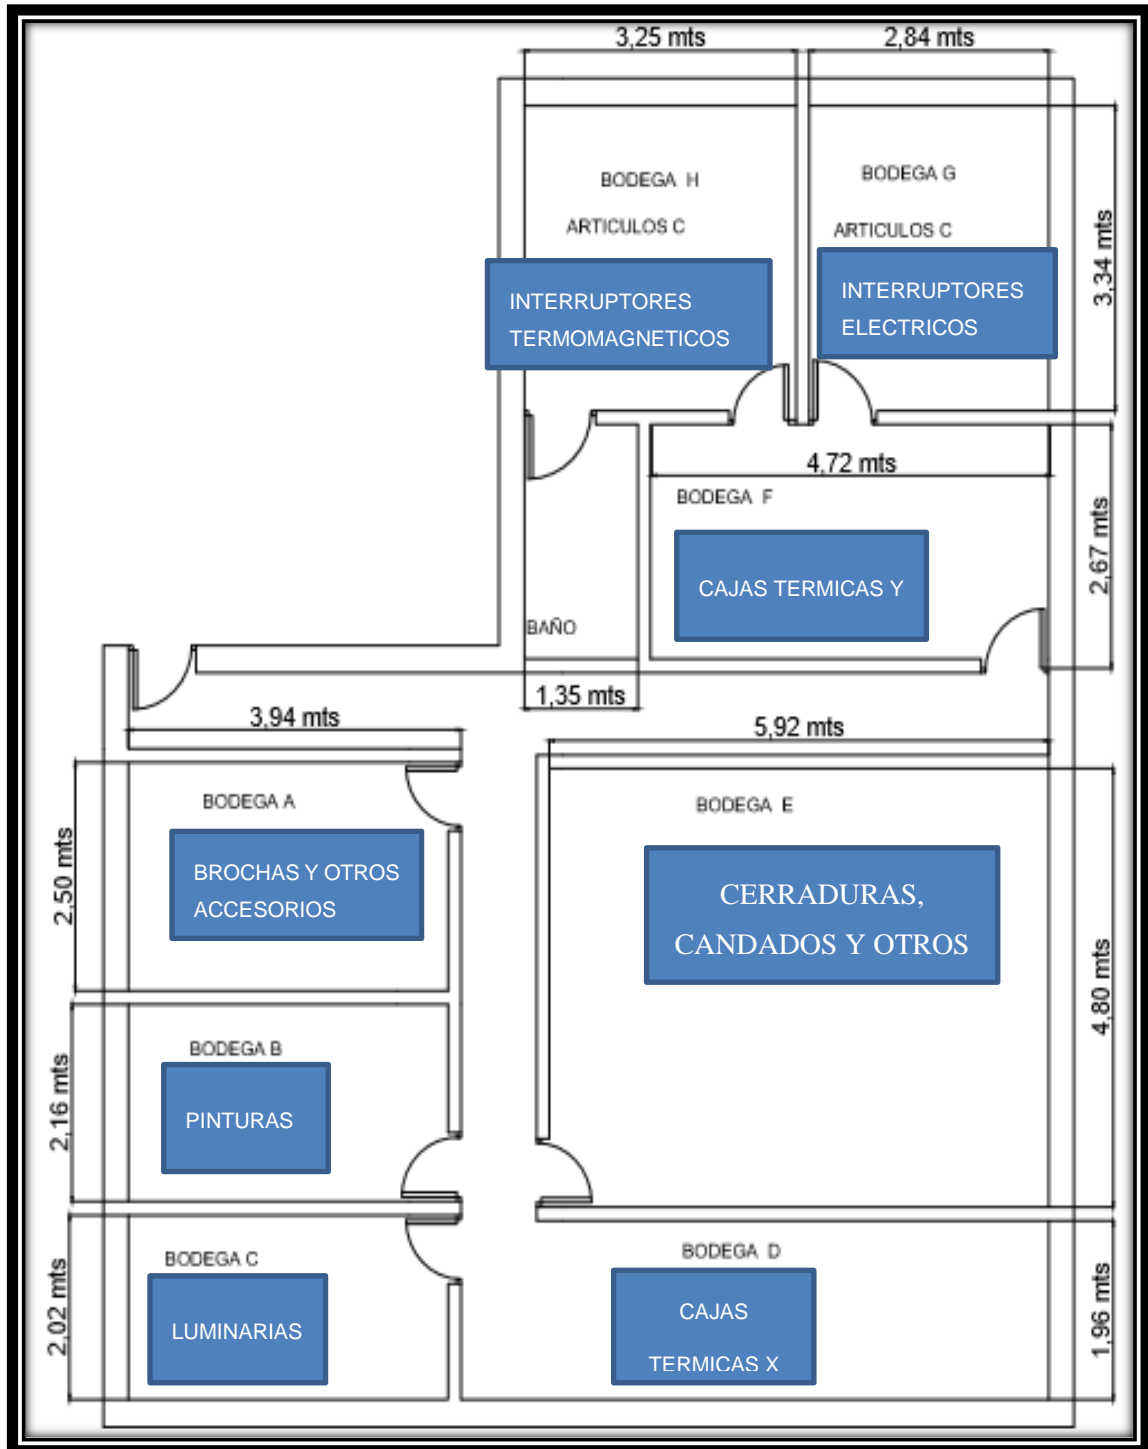 3,25 mts
2,84 mts
BODEGA H
ARTICULOS C
INTERRUPTORES
TERMOMAGNETICOS
BODEGA G
ARTICULOS C
INTERRUPTORES
ELECTRICOS
3,34 mts
4,72 mts
BODEGA F
CAJAS TERMICAS Y
2,67 mts
BAÑO
1,35 mts
3,94 mts
5,92 mts
BODEGA A
BROCHAS Y OTROS
ACCESORIOS
2,50 mts
BODEGA E
CERRADURAS,
CANDADOS Y OTROS
4,80 mts
BODEGA B
PINTURAS
2,16 mts
BODEGA C
LUMINARIAS
2,02 mts
BODEGA D
CAJAS
TERMICAS X
1,96 mts